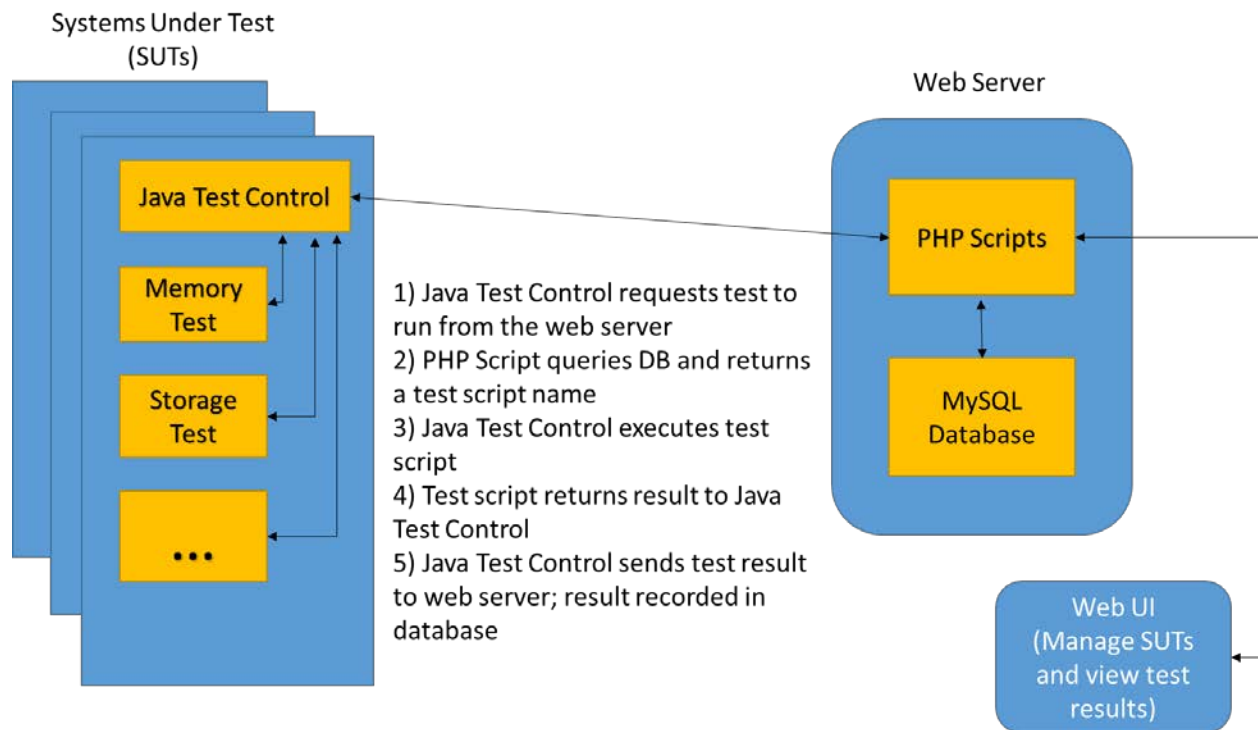 Systems Under Test
(SUTs)
Java Test Control
Memory
Test
Storage
Test
...
1) Java Test Control requests test to
run from the web server
2) PHP Script queries DB and returns
a test script name
3) Java Test Control executes test
script
4) Test script returns result to Java
Test Control
5) Java Test Control sends test result
to web server; result recorded in
database
Web Server
PHP Scripts
MySQL
Database
Web UI
(Manage SUTs
and view test
results)